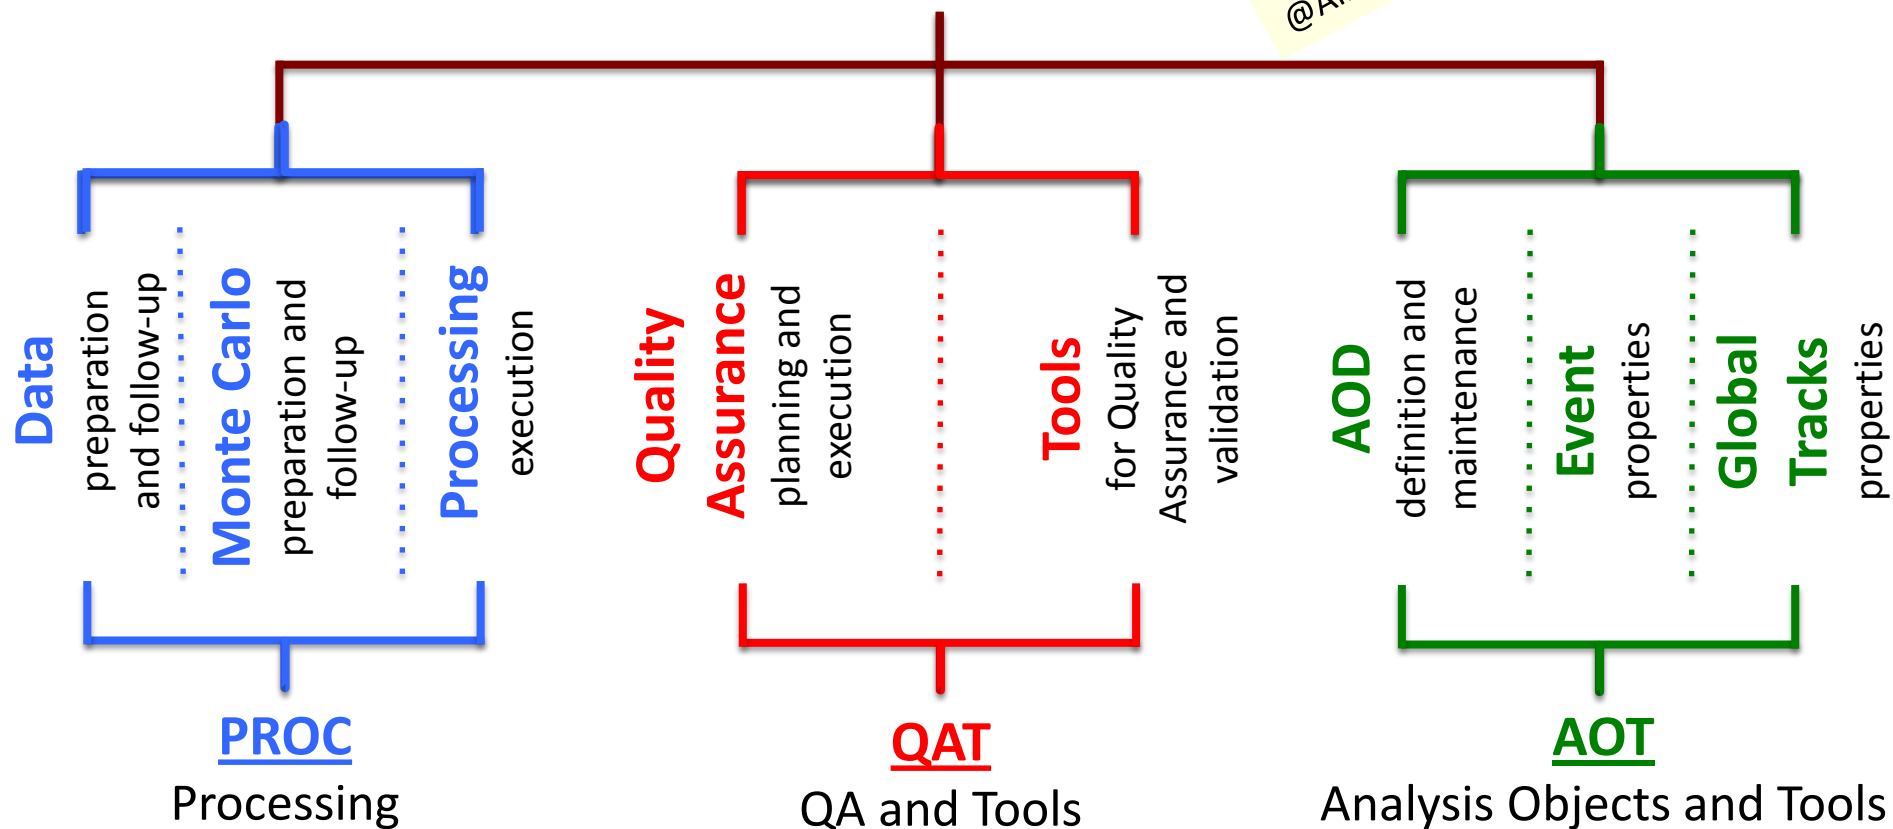 Data
preparation
and follow-up
Monte Carlo
preparation and
follow-up
Processing
execution
Quality
Assurance
planning and
execution
Tools
for Quality
Assurance and
validation
AOD
definition and
maintenance
Event
properties
Global
Tracks
properties
PROC
Processing
QAT
QA and Tools
AOT
Analysis Objects and Tools